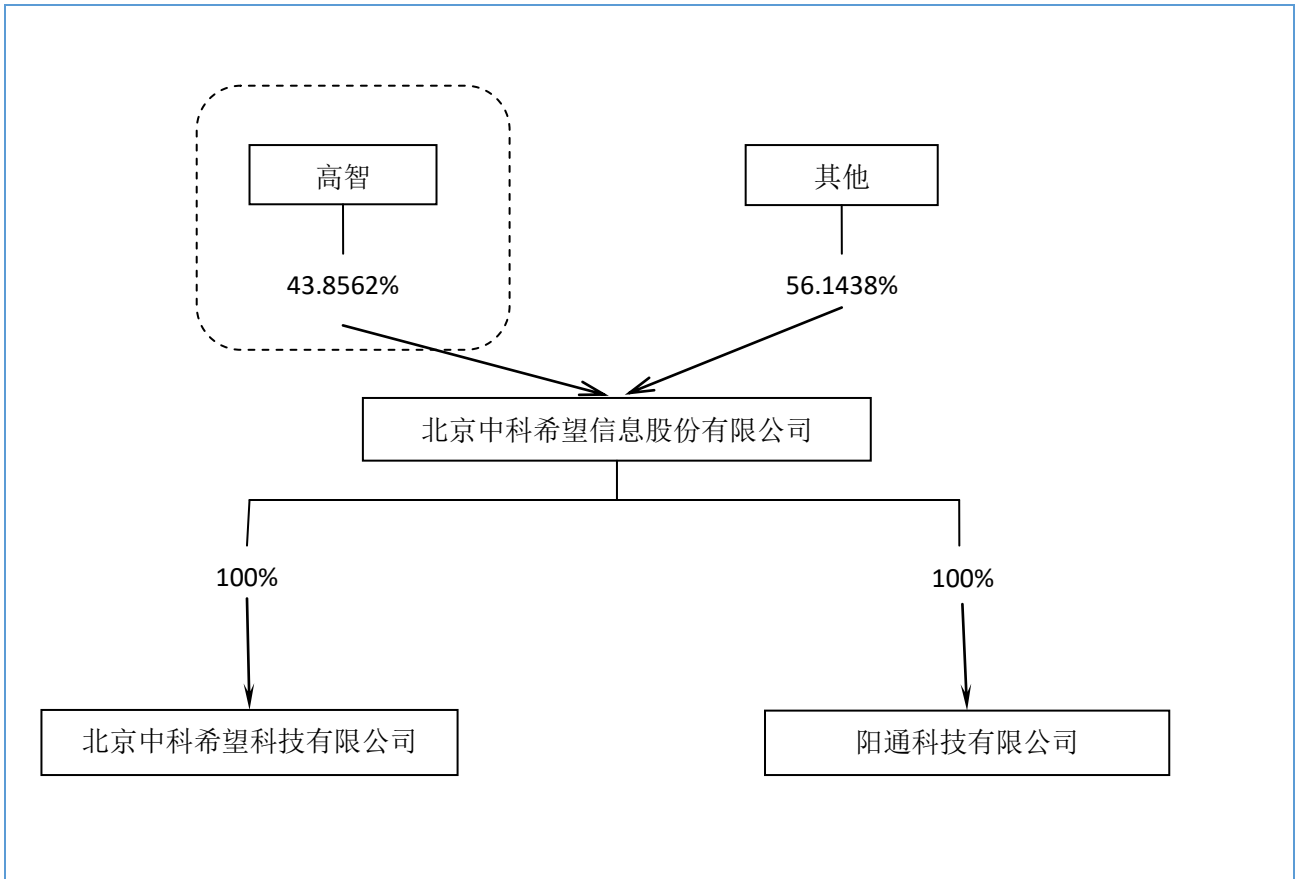 高智
其他
43.8562%
56.1438%
北京中科希望信息股份有限公司
100%
100%
北京中科希望科技有限公司
阳通科技有限公司